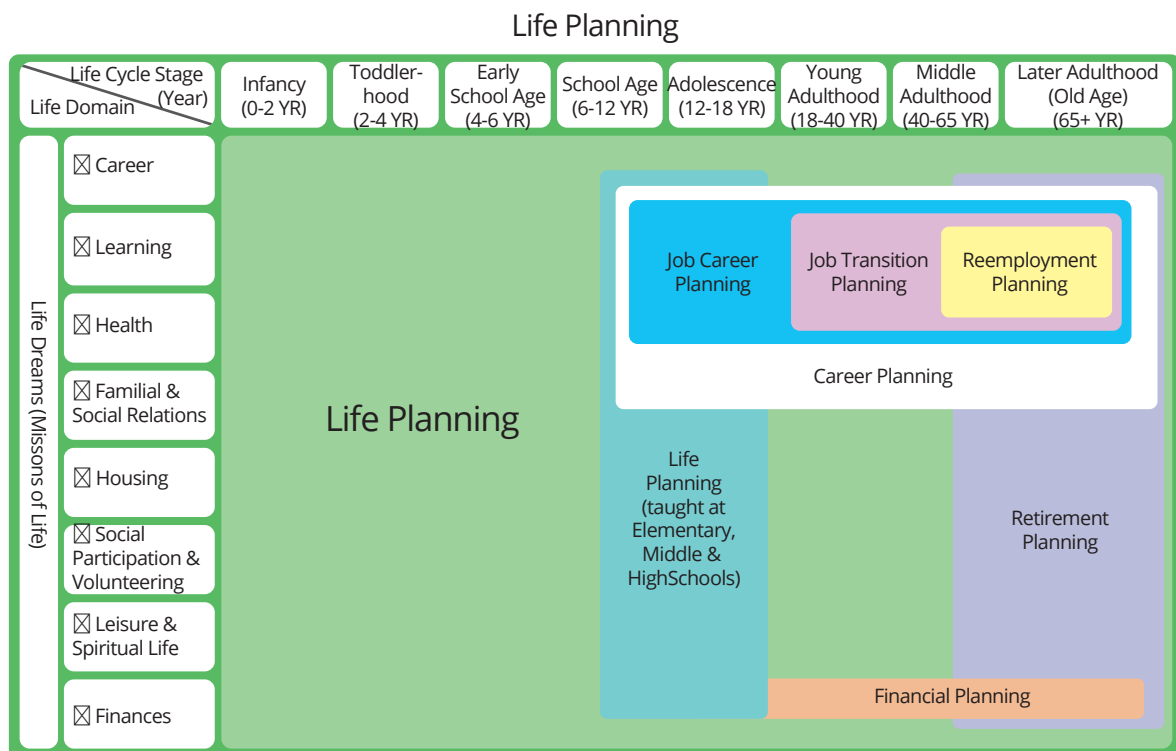 Life Planning
Life Cycle Stage
(Year)
Life Domain
Infancy
(0-2 YR)
Toddler-
hood
(2-4 YR)
Early
School Age
(4-6 YR)
School Age
(6-12 YR)
Adolescence
(12-18 YR)
Young
Adulthood
(18-40 YR)
Middle
Adulthood
(40-65 YR)
Later Adulthood
(Old Age)
(65+ YR)
Life Dreams (Missons of Life)
☒ Career
☒ Learning
☒ Health
☒ Familial &
Social Relations
☒ Housing
☒ Social
Participation &
Volunteering
☒ Leisure &
Spiritual Life
☒ Finances
Life Planning
Job Career
Planning
Job Transition
Planning
Reemployment
Planning
Career Planning
Life
Planning
(taught at
Elementary,
Middle &
HighSchools)
Retirement
Planning
Financial Planning